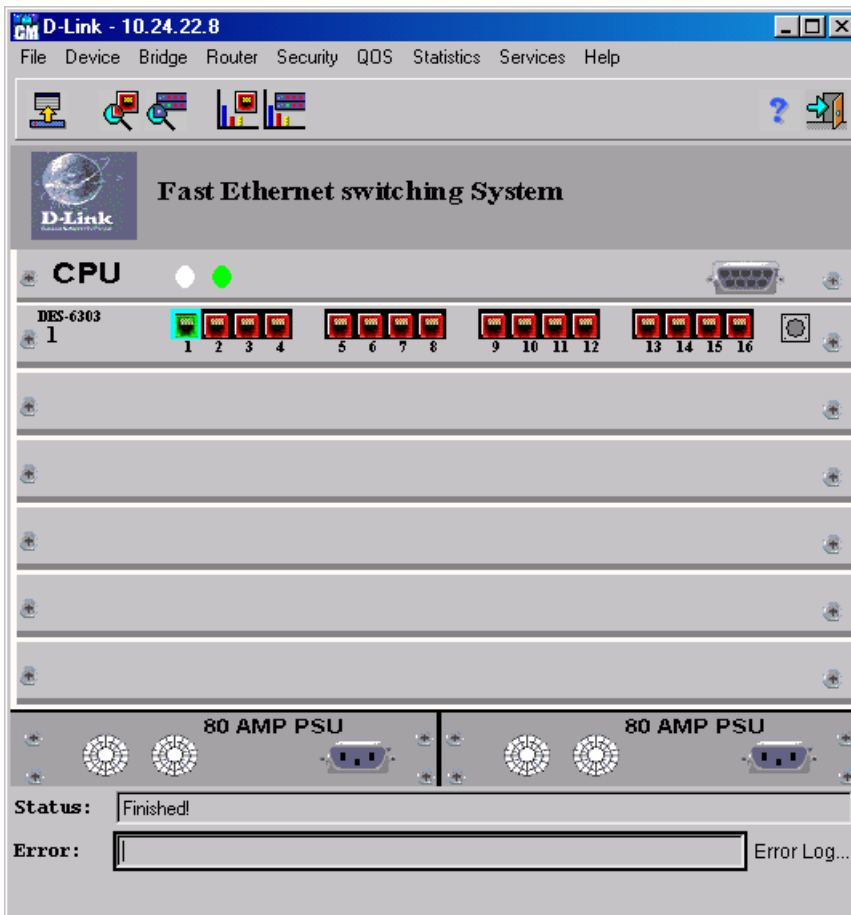 D-Link - 10.24.22.8
File Device Bridge Router Security QOS Statistics Services Help
?
D-Link
Fast Ethernet switching System
CPU
DES-6303
1
1 2 3 4 5 6 7 8 9 10 11 12 13 14 15 16
80 AMP PSU 80 AMP PSU
Status: Finished!
Error: Error Log...